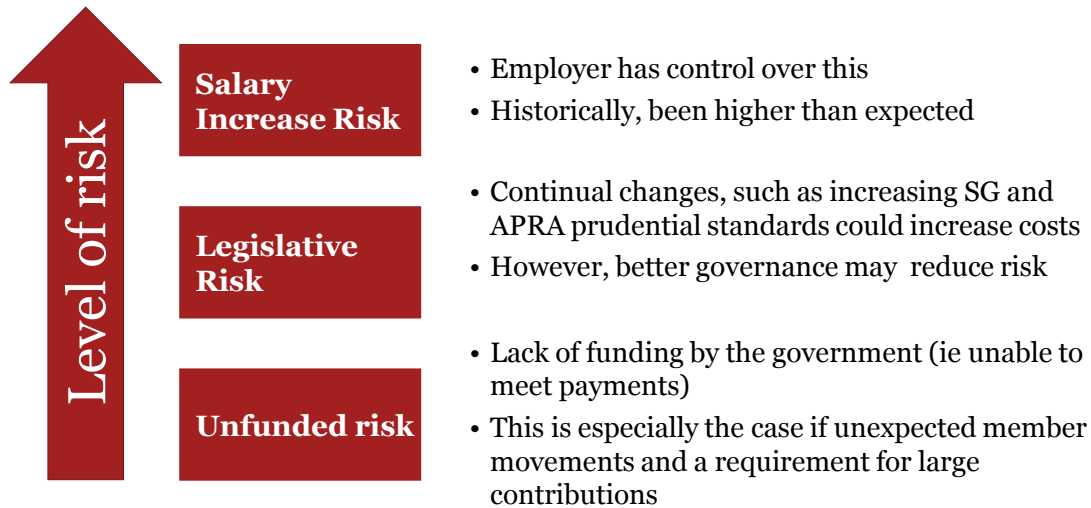 Level of risk
Salary
Increase Risk
• Employer has control over this
• Historically, been higher than expected
Legislative
Risk
• Continual changes, such as increasing SG and
APRA prudential standards could increase costs
• However, better governance may  reduce risk
Unfunded risk
• Lack of funding by the government (ie unable to
meet payments)
• This is especially the case if unexpected member
movements and a requirement for large
contributions